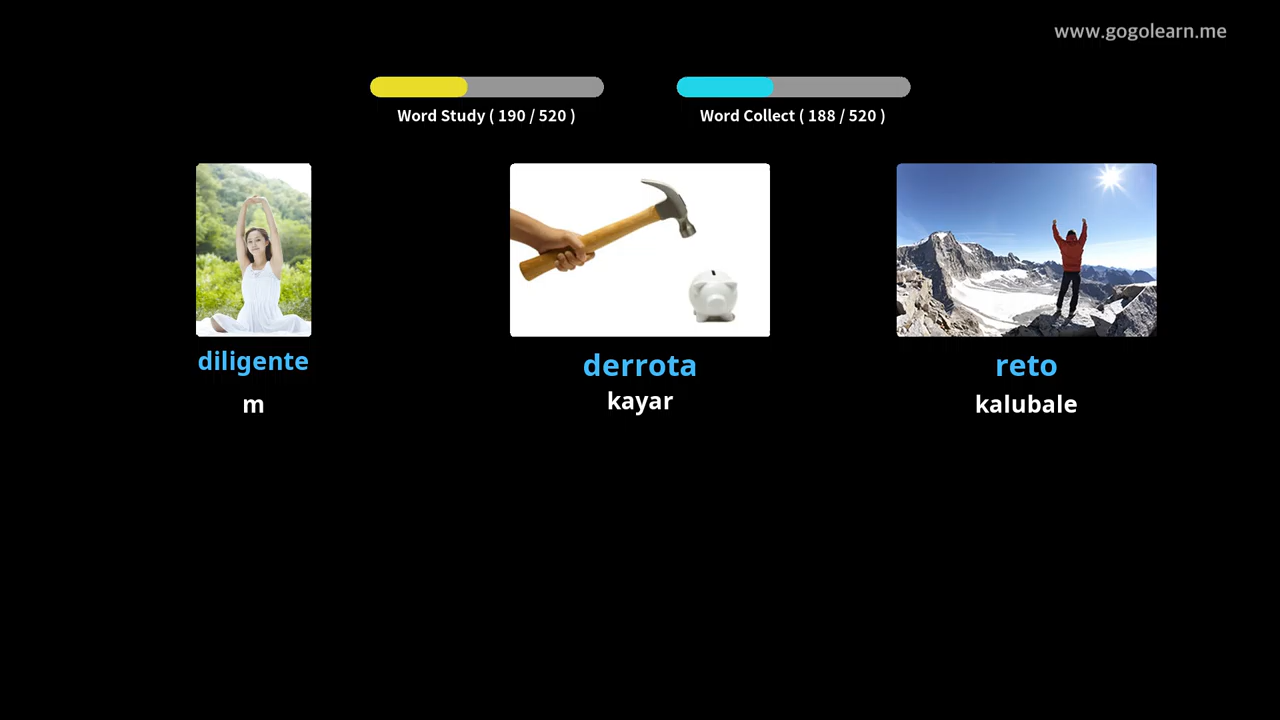 www.gogolearn.me
Word Study ( 190 / 520 )
Word Collect ( 188 / 520 )
diligente
derrota
reto
m
kayar
kalubale